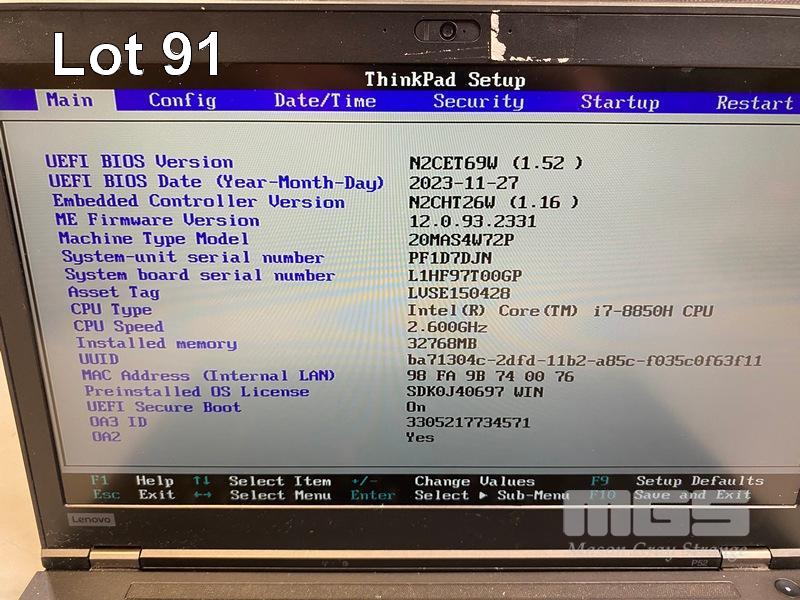 Lot 91
ThinkPad Setup
Main Config Date/Time Security Startup Restart
UEFI BIOS Version N2CET69W (1.52 )
UEFI BIOS Date (Year-Month-Day) 2023-11-27
Embedded Controller Version N2CHT26W (1.16 )
ME Firmware Version 12.0.93.2331
Machine Type Model 20MAS4W72P
System-unit serial number PF1D7DJN
System board serial number L1HF97T00GP
Asset Tag LVSE150428
CPU Type Intel(R) Core(TM) i7-8850H CPU
CPU Speed 2.600GHz
Installed memory 32768MB
UUID ba71304c-2dfd-11b2-a85c-f035c0f63f11
MAC Address (Internal LAN) 98 FA 9B 74 00 76
Preinstalled OS License SDK0J40697 WIN
UEFI Secure Boot On
OA3 ID 3305217734571
OA2 Yes
F1 Help ↑↓ Select Item +/- Change Values F9 Setup Defaults
Esc Exit ←→ Select Menu Enter Select ▶ Sub-Menu F10 Save and Exit
Lenovo
MGS
Mason Gray Strange
P52